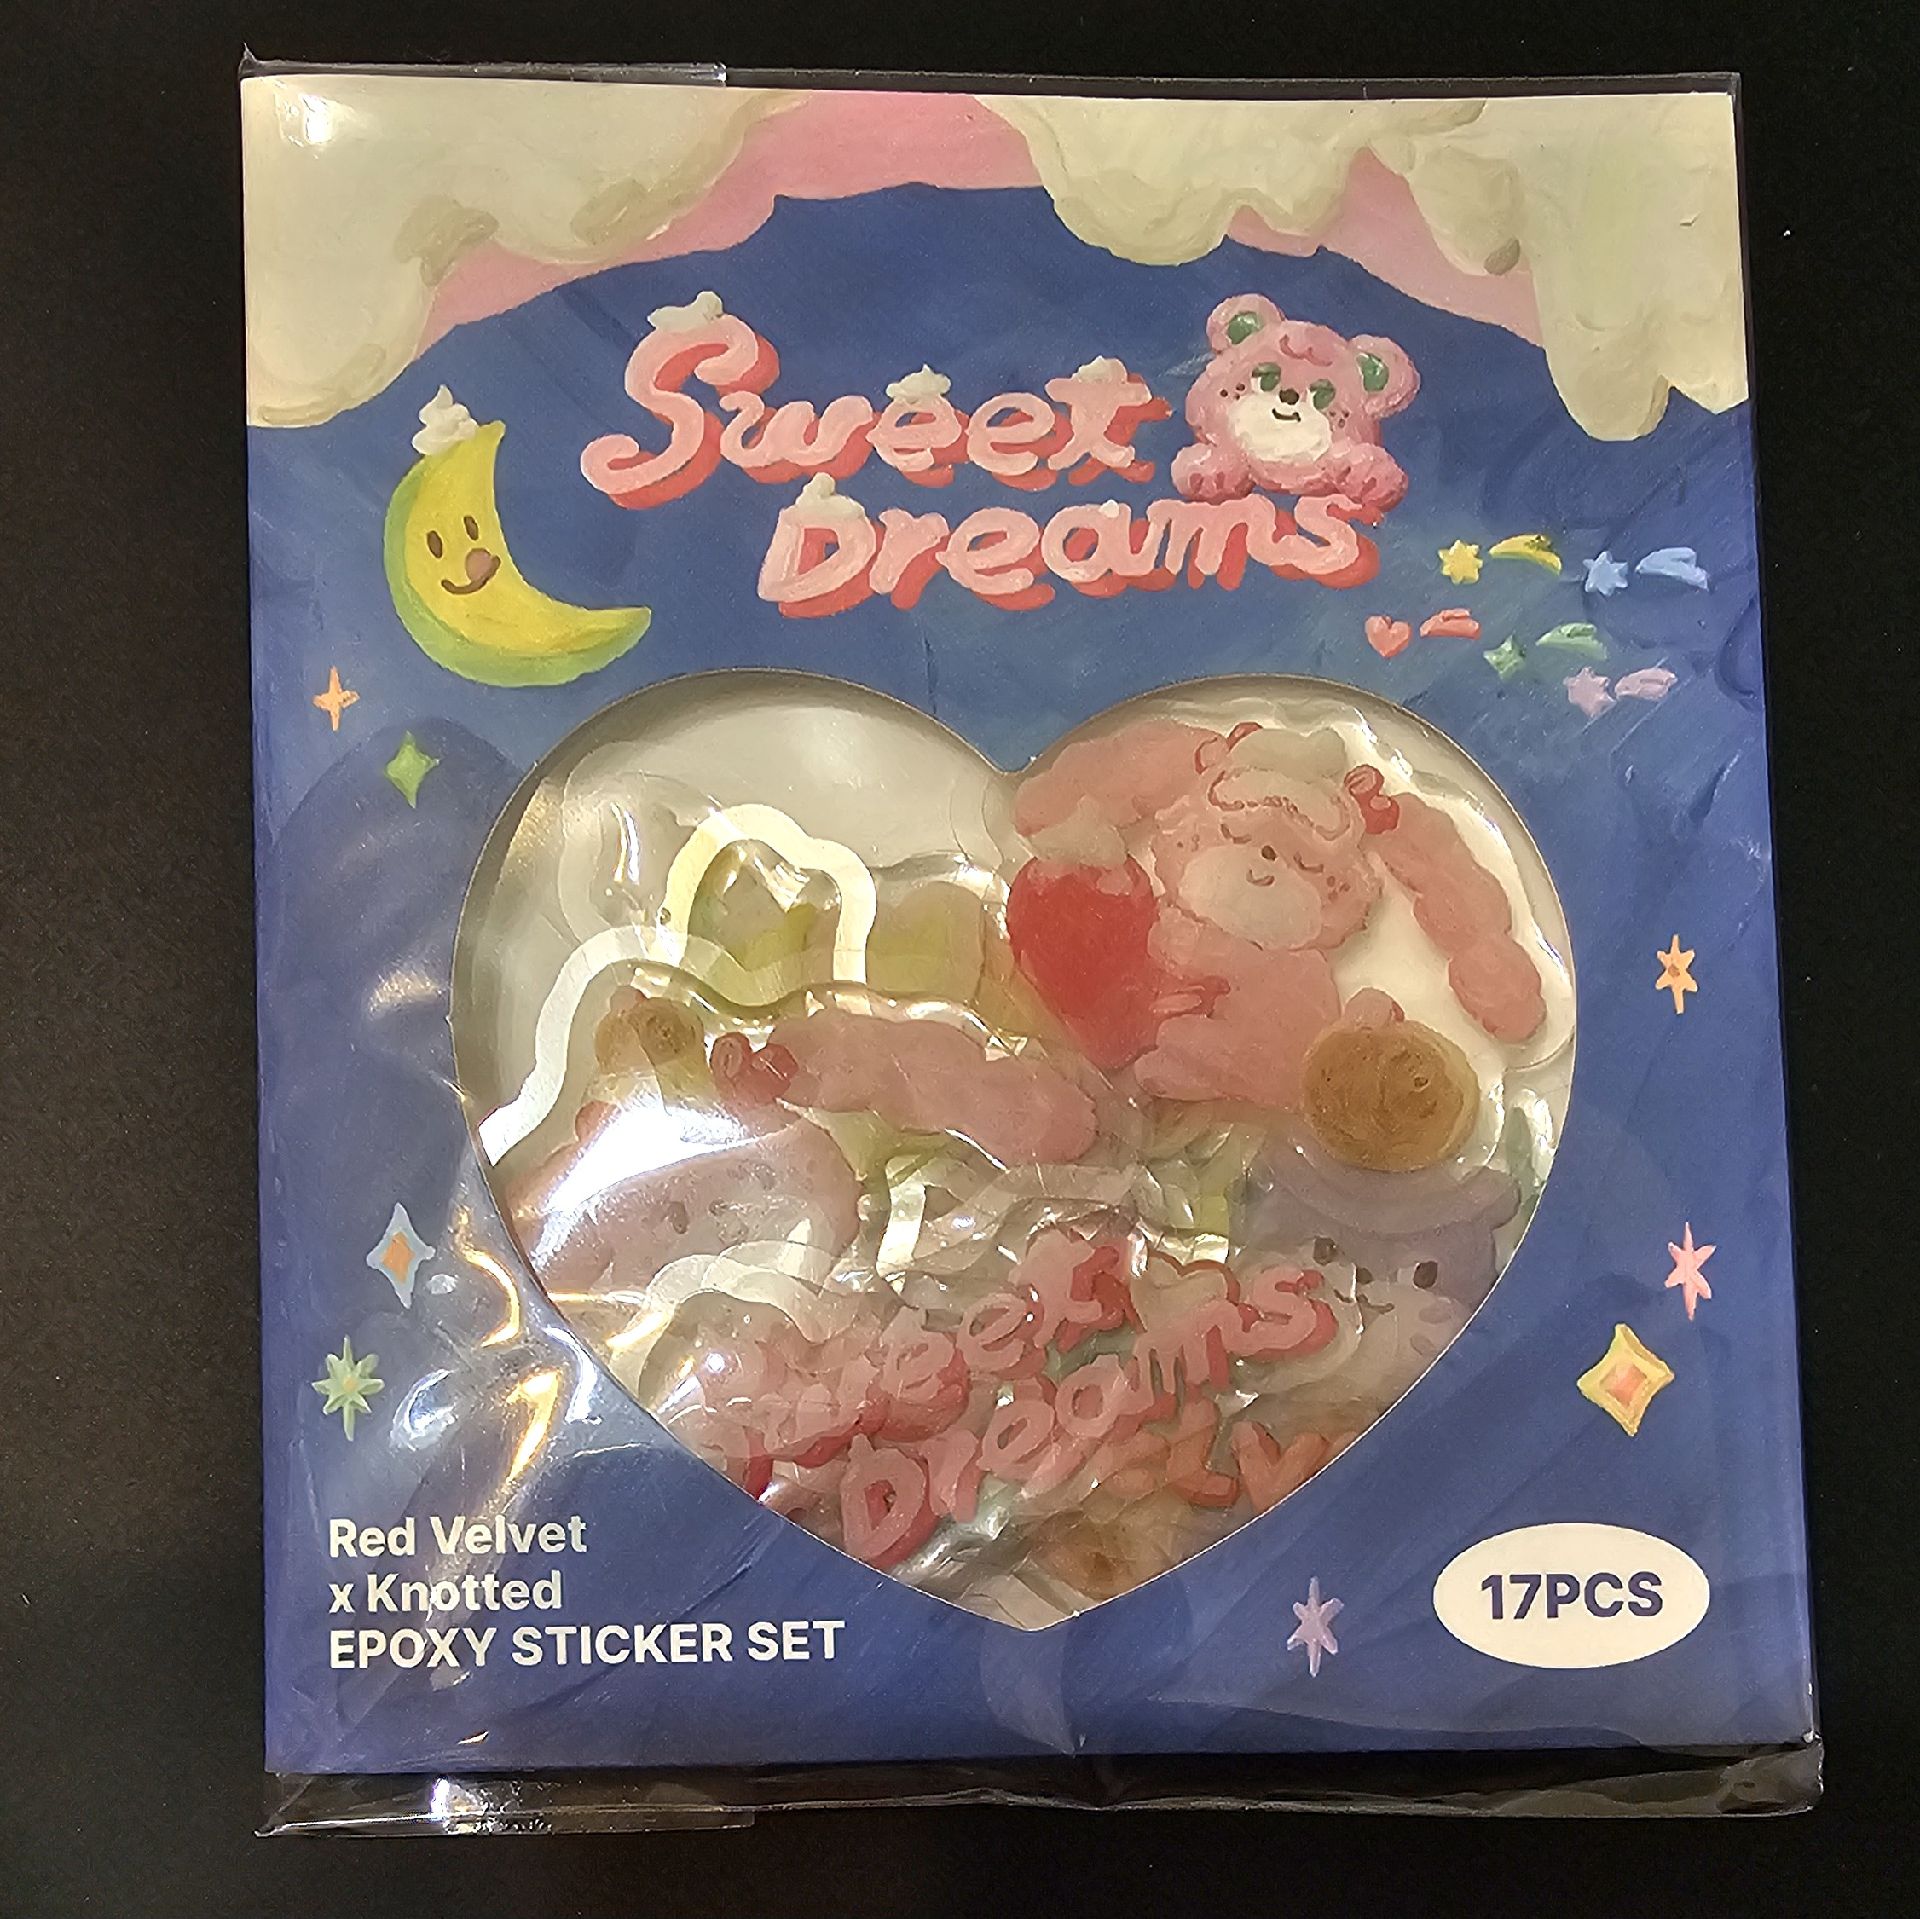 Sweet
Dreams
Sweet
Dreams
Red Velvet
x Knotted
EPOXY STICKER SET
17PCS